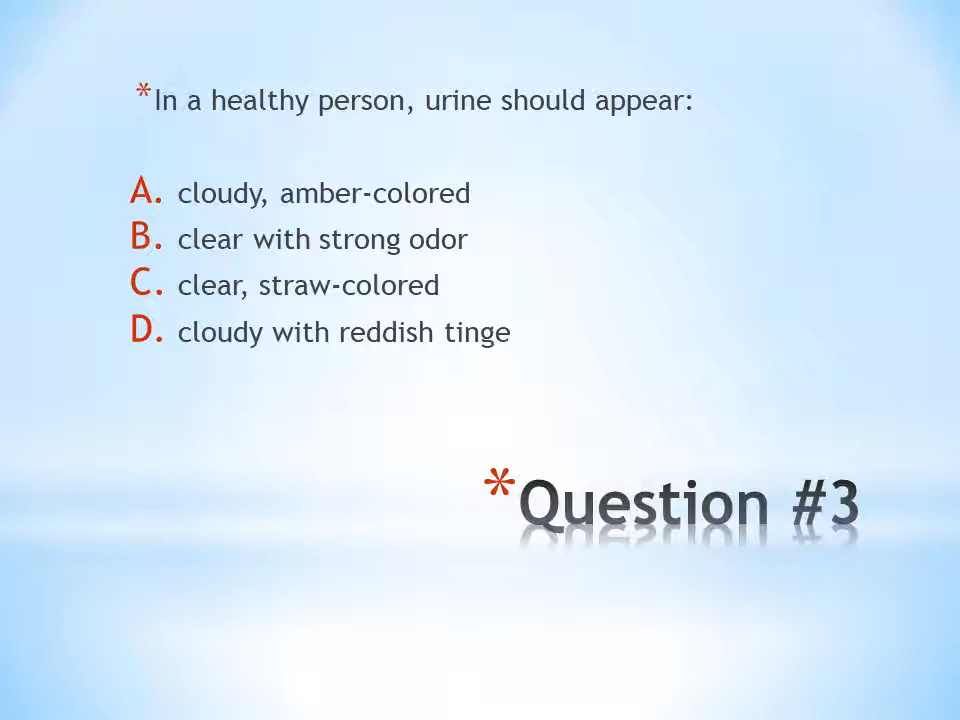 *In a healthy person, urine should appear:
A. cloudy, amber-colored
B. clear with strong odor
C. clear, straw-colored
D. cloudy with reddish tinge
*Question #3